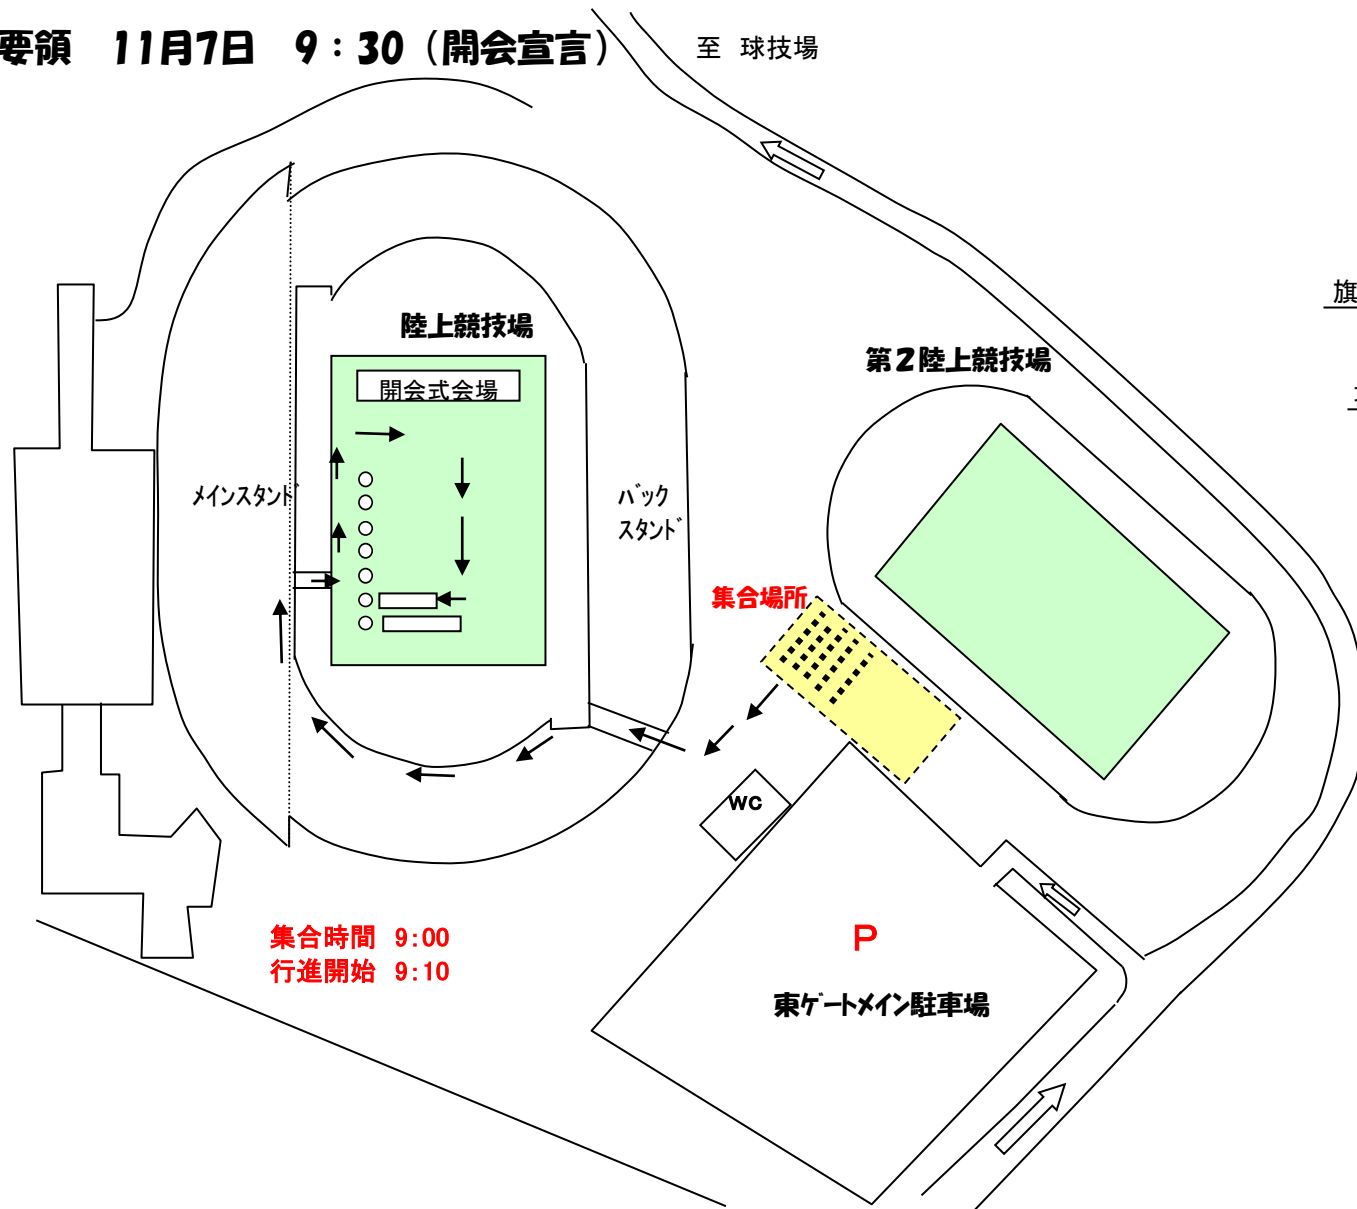 要領 11月7日 9：30（開会宣言）
至 球技場
旗
陸上競技場
第２陸上競技場
開会式会場
ﾒｲﾝｽﾀﾝﾄﾞ
ﾊﾞｯｸ
ｽﾀﾝﾄﾞ
集合場所
WC
集合時間 9:00
行進開始 9:10
P
東ｹﾞｰﾄﾒｲﾝ駐車場